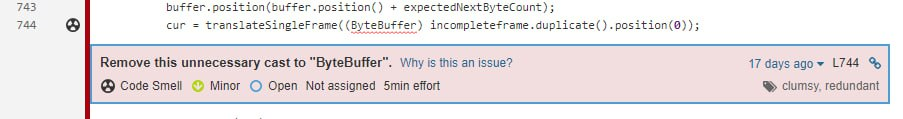 743 buffer.position(buffer.position() + expectedNextByteCount);
744 cur = translateSingleFrame((ByteBuffer) incompleteframe.duplicate().position(0));
Remove this unnecessary cast to "ByteBuffer". Why is this an issue? 17 days ago L744
Code Smell Minor Open Not assigned 5min effort clumsy, redundant